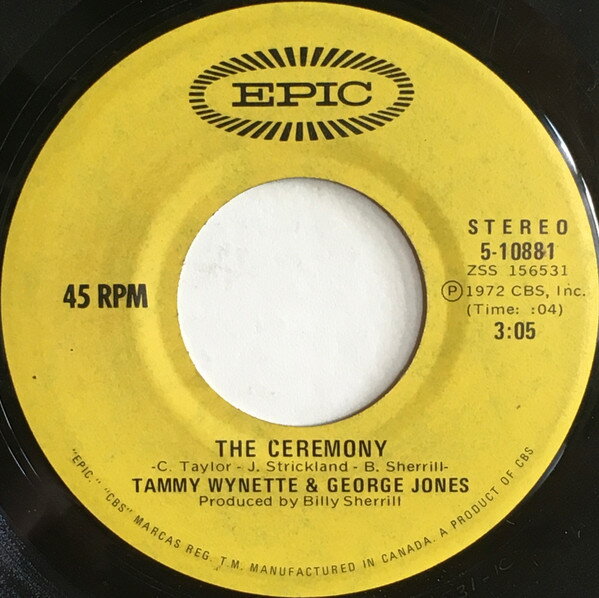 EPIC
STEREO
5-10881
ZSS 156531
Ⓟ1972 CBS, Inc.
(Time: :04)
3:05
45 RPM
THE CEREMONY
-C. Taylor - J. Strickland - B. Sherrill-
TAMMY WYNETTE & GEORGE JONES
Produced by Billy Sherrill
"EPIC," "CBS" MARCAS REG. T.M. MANUFACTURED IN CANADA. A PRODUCT OF CBS